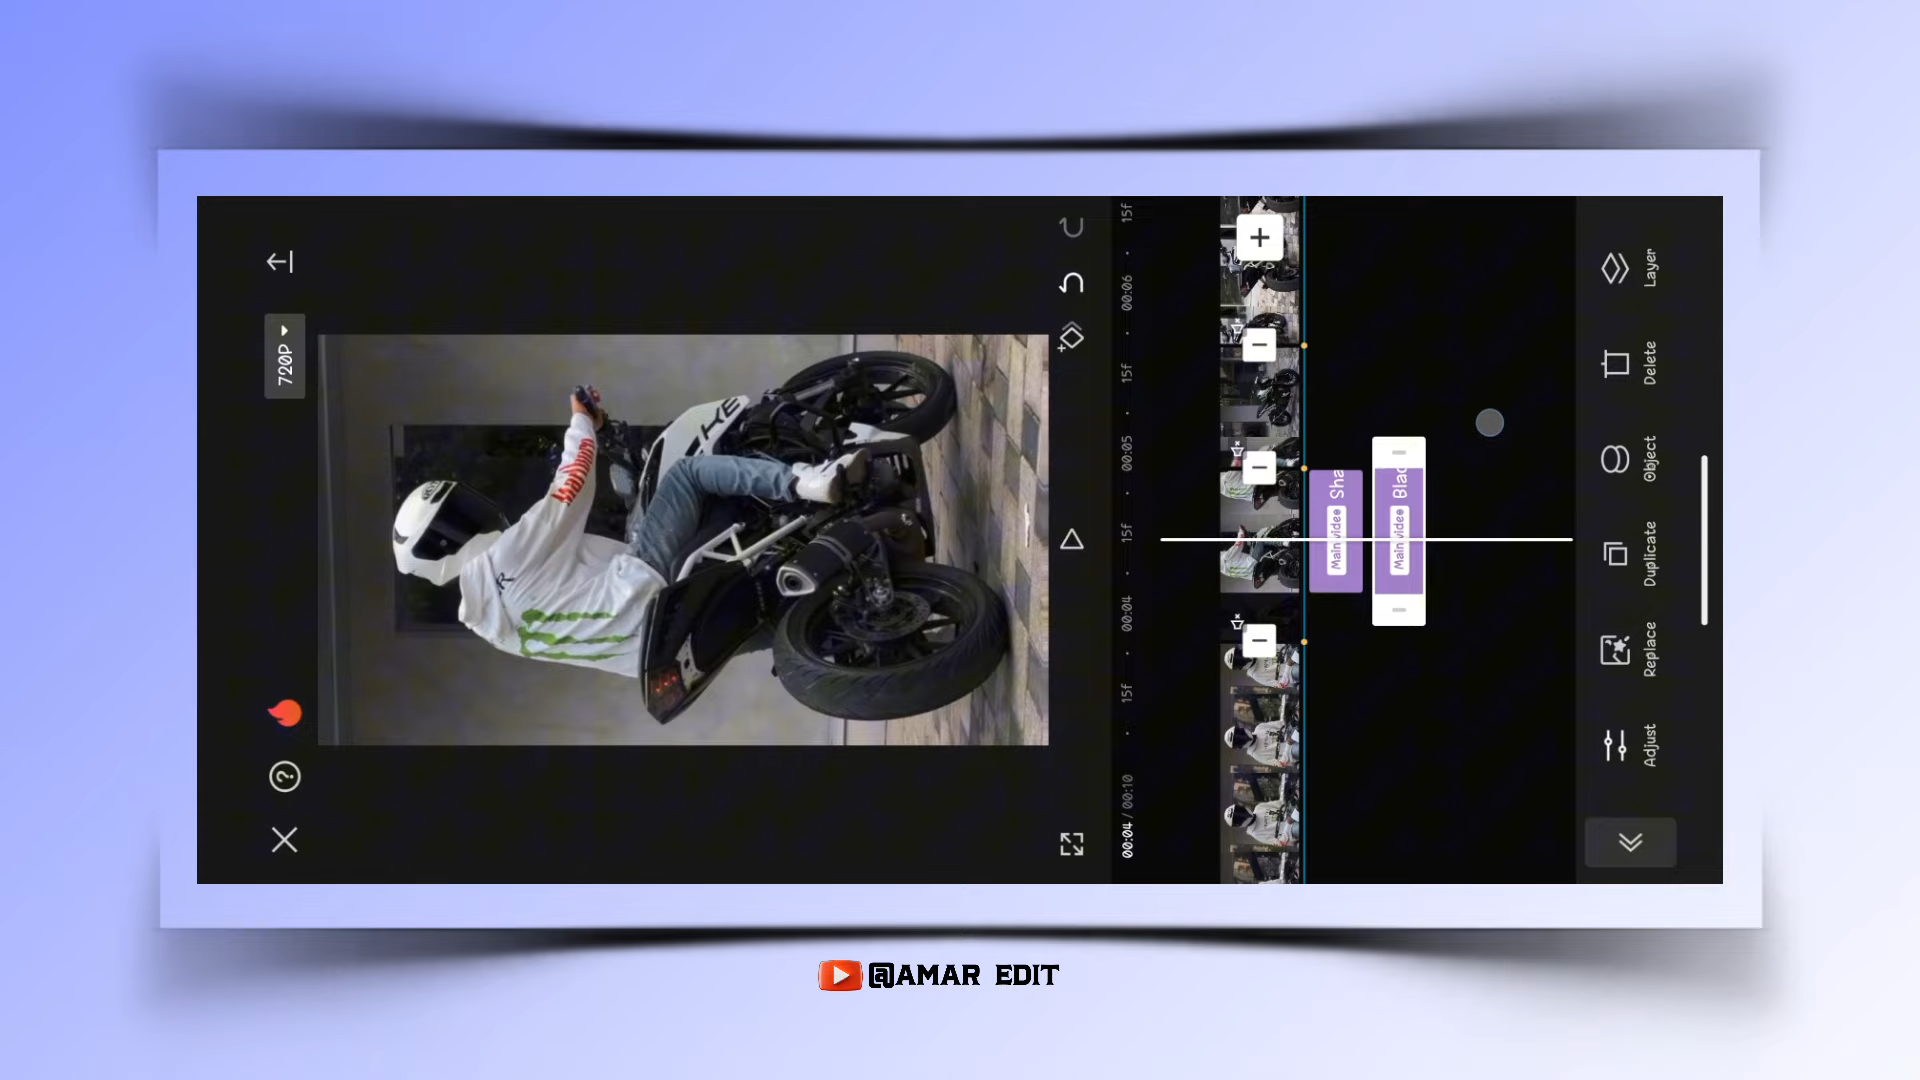 720P
KE
00:04 / 00:10
15f
00:04
15f
00:05
15f
00:06
15f
Main video
Sha
Main video
Blac
Adjust
Replace
Duplicate
Object
Delete
Layer
@AMAR EDIT